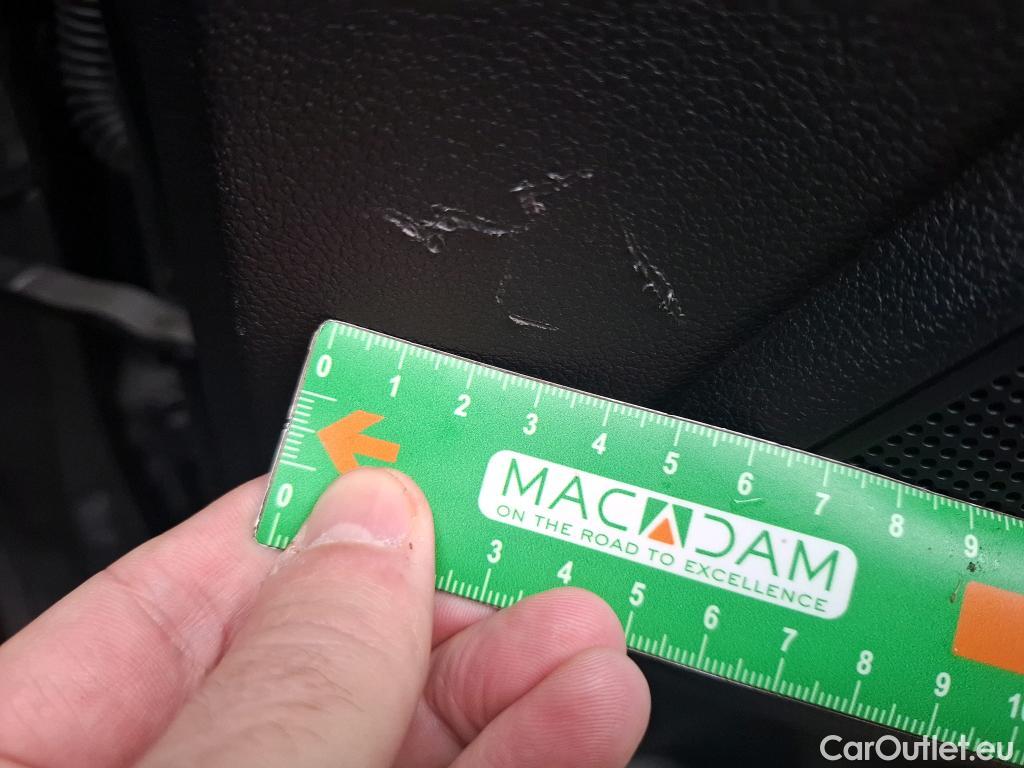 0 1 2 3 4 5 6 7 8 9
MACADAM
ON THE ROAD TO EXCELLENCE
0 3 4 5 6 7 8 9
CarOutlet.eu